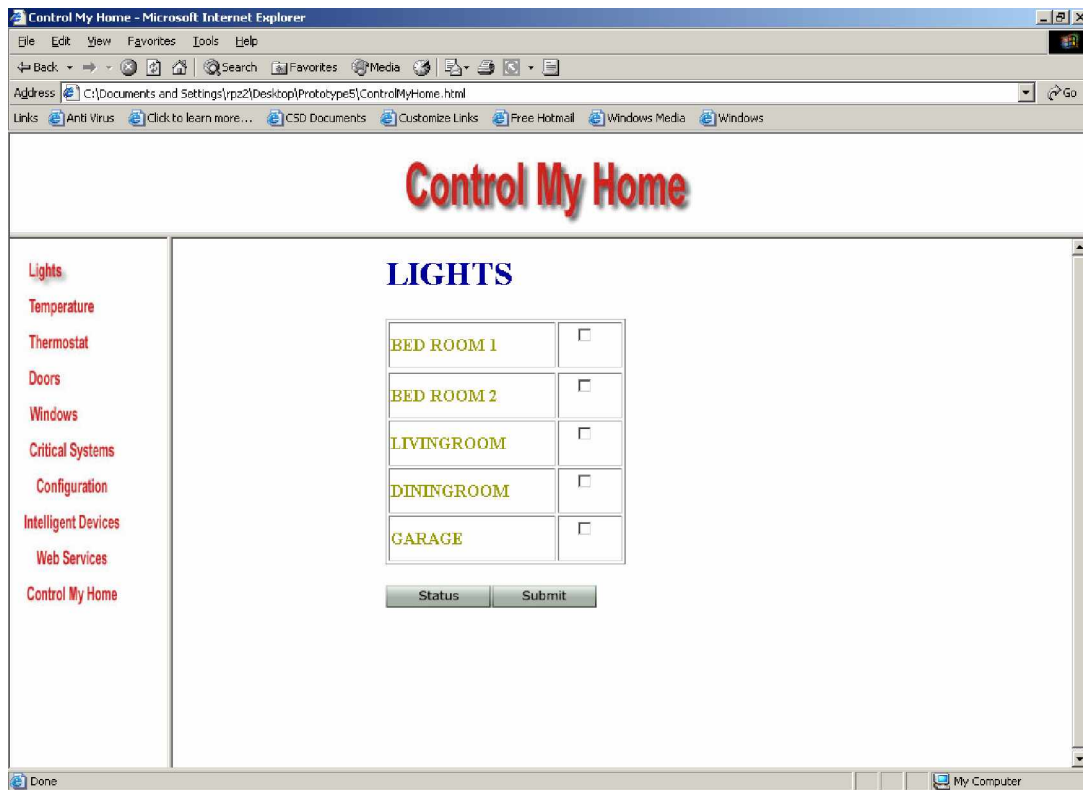 Control My Home - Microsoft Internet Explorer
File Edit View Favorites Tools Help
Back Search Favorites Media
Address C:\Documents and Settings\rpz2\Desktop\Prototype5\ControlMyHome.html Go
Links Anti Virus Click to learn more... CSD Documents Customize Links Free Hotmail Windows Media Windows
Control My Home
Lights
Temperature
Thermostat
Doors
Windows
Critical Systems
Configuration
Intelligent Devices
Web Services
Control My Home
LIGHTS
BED ROOM 1
BED ROOM 2
LIVINGROOM
DININGROOM
GARAGE
Status Submit
Done My Computer